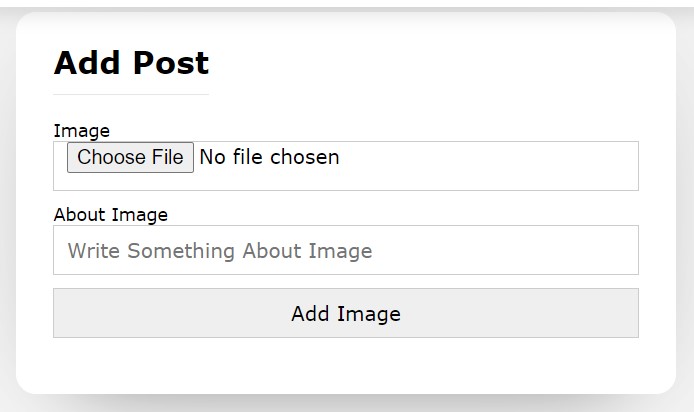 Add Post
Image
Choose File No file chosen
About Image
Write Something About Image
Add Image